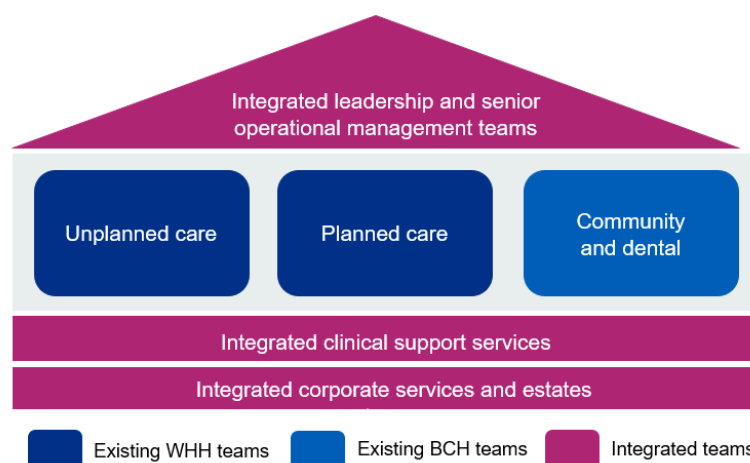 Integrated leadership and senior
operational management teams
Unplanned care
Planned care
Community
and dental
Integrated clinical support services
Integrated corporate services and estates
Existing WHH teams
Existing BCH teams
Integrated teams